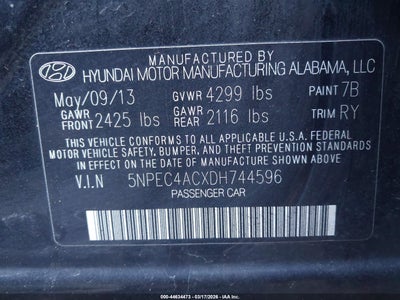 MANUFACTURED BY
HYUNDAI MOTOR MANUFACTURING ALABAMA, LLC
May/09/13 GVWR 4299 lbs PAINT 7B
GAWR FRONT 2425 lbs GAWR REAR 2116 lbs TRIM RY
THIS VEHICLE CONFORMS TO ALL APPLICABLE U.S. FEDERAL
MOTOR VEHICLE SAFETY, BUMPER, AND THEFT PREVENTION
STANDARDS IN EFFECT ON THE DATE OF MANUFACTURE
SHOWN ABOVE.
V.I.N 5NPEC4ACXDH744596
PASSENGER CAR
000-44634473 - 03/17/2026 - IAA Inc.